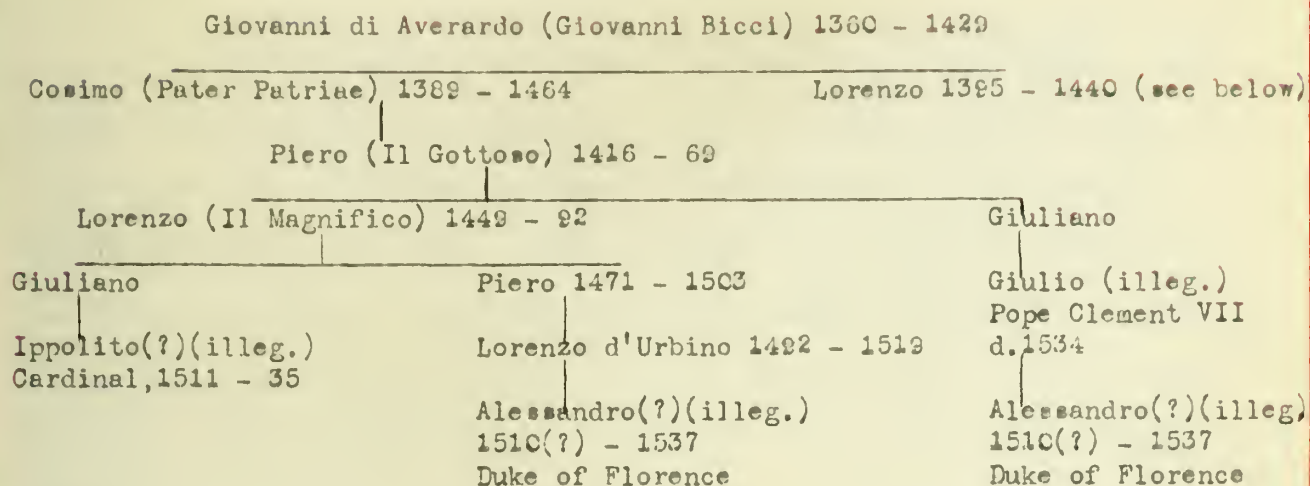 Giovanni di Averardo (Giovanni Bicci) 1360 - 1429
Cosimo (Pater Patriae) 1389 - 1464 Lorenzo 1395 - 1440 (see below)
Piero (Il Gottoso) 1416 - 69
Lorenzo (Il Magnifico) 1449 - 92 Giuliano
Giuliano Piero 1471 - 1503 Giulio (illeg.)
Pope Clement VII
Ippolito(?)(illeg.) Lorenzo d'Urbino 1492 - 1519 d.1534
Cardinal,1511 - 35
Alessandro(?)(illeg.) Alessandro(?)(illeg)
1510(?) - 1537 1510(?) - 1537
Duke of Florence Duke of Florence